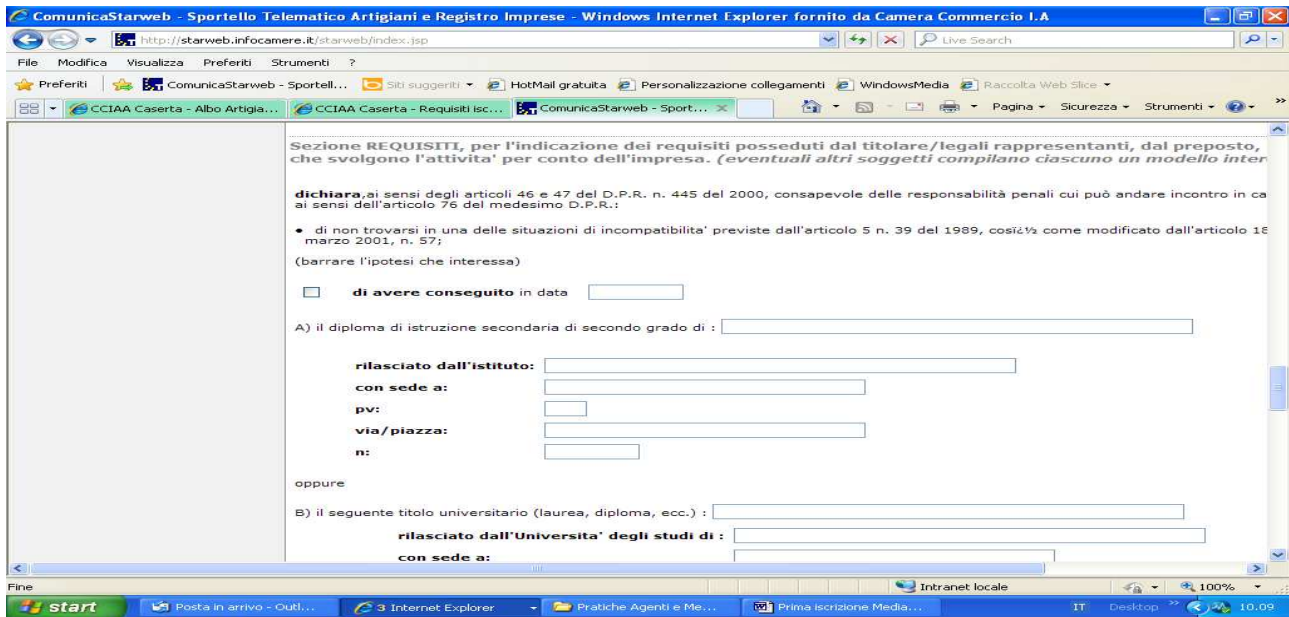 ComunicaStarweb - Sportello Telematico Artigiani e Registro Imprese - Windows Internet Explorer fornito da Camera Commercio I.A
http://starweb.infocamere.it/starweb/index.jsp
Live Search
File Modifica Visualizza Preferiti Strumenti ?
Preferiti ComunicaStarweb - Sportell... Siti suggeriti HotMail gratuita Personalizzazione collegamenti WindowsMedia Raccolta Web Slice
CCIAA Caserta - Albo Artigia... CCIAA Caserta - Requisiti isc... ComunicaStarweb - Sport... Pagina Sicurezza Strumenti >>
Sezione REQUISITI, per l'indicazione dei requisiti posseduti dal titolare/legali rappresentanti, dal preposto,
che svolgono l'attivita' per conto dell'impresa. (eventuali altri soggetti compilano ciascuno un modello inter
dichiara,ai sensi degli articoli 46 e 47 del D.P.R. n. 445 del 2000, consapevole delle responsabilità penali cui può andare incontro in ca
ai sensi dell'articolo 76 del medesimo D.P.R.:
• di non trovarsi in una delle situazioni di incompatibilita' previste dall'articolo 5 n. 39 del 1989, cosï¿½ come modificato dall'articolo 18
marzo 2001, n. 57;
(barrare l'ipotesi che interessa)
di avere conseguito in data
A) il diploma di istruzione secondaria di secondo grado di :
rilasciato dall'istituto:
con sede a:
pv:
via/piazza:
n:
oppure
B) il seguente titolo universitario (laurea, diploma, ecc.) :
rilasciato dall'Universita' degli studi di :
con sede a:
Fine Intranet locale 100%
start Posta in arrivo - Outl... 3 Internet Explorer Pratiche Agenti e Me... Prima iscrizione Media... IT Desktop >> 10.09